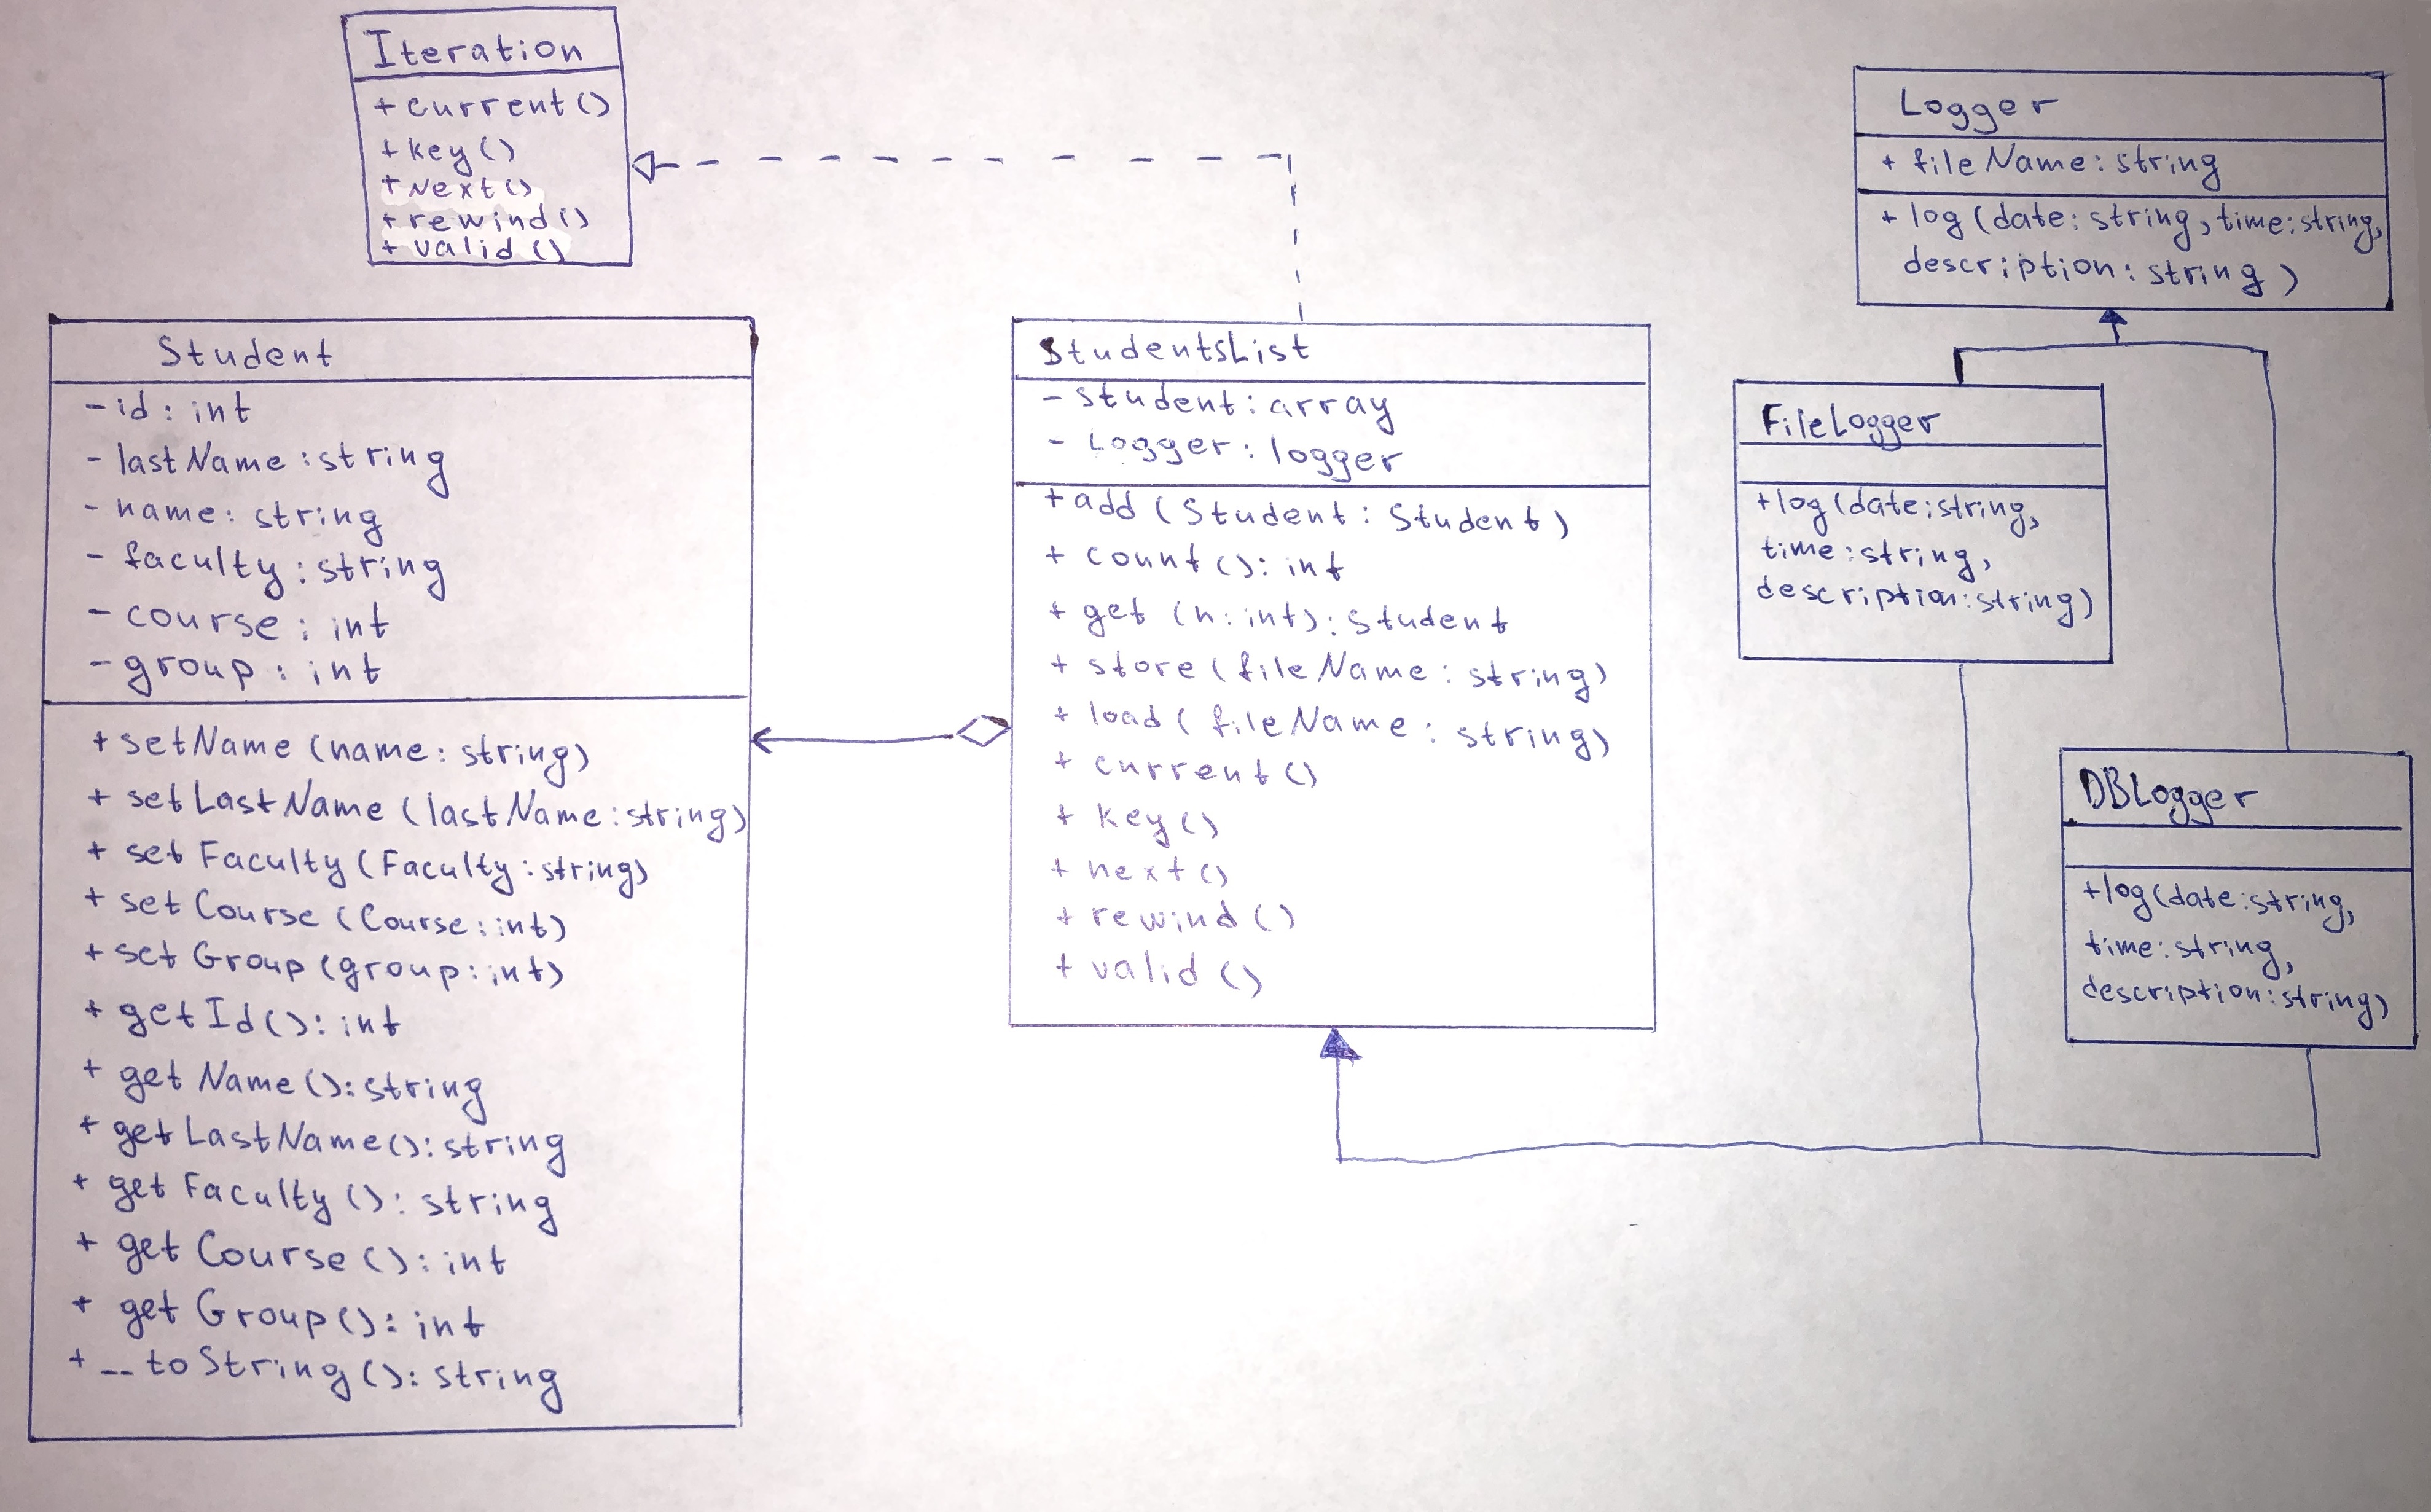 Iteration
+ current()
+ key()
+ next()
+ rewind()
+ valid()
Student
- id : int
- lastName : string
- name : string
- faculty : string
- course : int
- group : int
+ setName (name : string)
+ setLastName (lastName : string)
+ set Faculty (Faculty : string)
+ set Course (Course : int)
+ set Group (group : int)
+ get Id () : int
+ get Name () : string
+ getLastName () : string
+ get Faculty () : string
+ get Course () : int
+ get Group () : int
+ __toString () : string
StudentsList
- student : array
- Logger : logger
+ add (Student : Student)
+ count () : int
+ get (n : int) : Student
+ store (fileName : string)
+ load (fileName : string)
+ current ()
+ key ()
+ next ()
+ rewind ()
+ valid ()
Logger
+ fileName : string
+ log (date : string, time : string,
description : string)
FileLogger
+log (date : string,
time : string,
description : string)
DBLogger
+log (date : string,
time : string,
description : string)